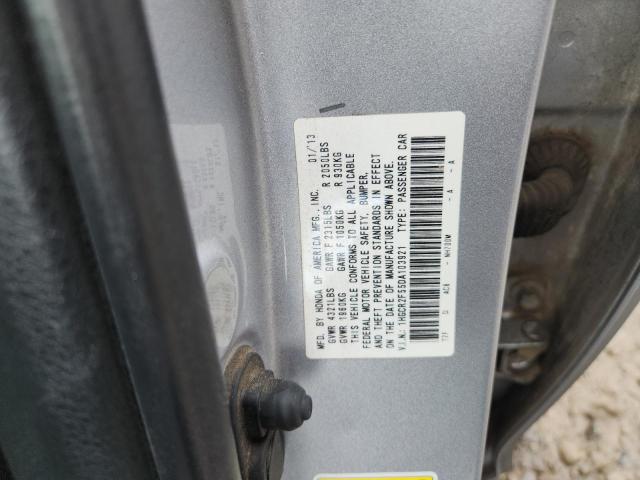 MFD. BY HONDA OF AMERICA MFG., INC. 01/13
GVWR 4321LBS GAWR F 2315LBS R 2050LBS
GVWR 1960KG GAWR F 1050KG R 930KG
THIS VEHICLE CONFORMS TO ALL APPLICABLE
FEDERAL MOTOR VEHICLE SAFETY, BUMPER,
AND THEFT PREVENTION STANDARDS IN EFFECT
ON THE DATE OF MANUFACTURE SHOWN ABOVE.
V.I.N.: 1HGCR2F55DA103921 TYPE: PASSENGER CAR
NH700M - A - A